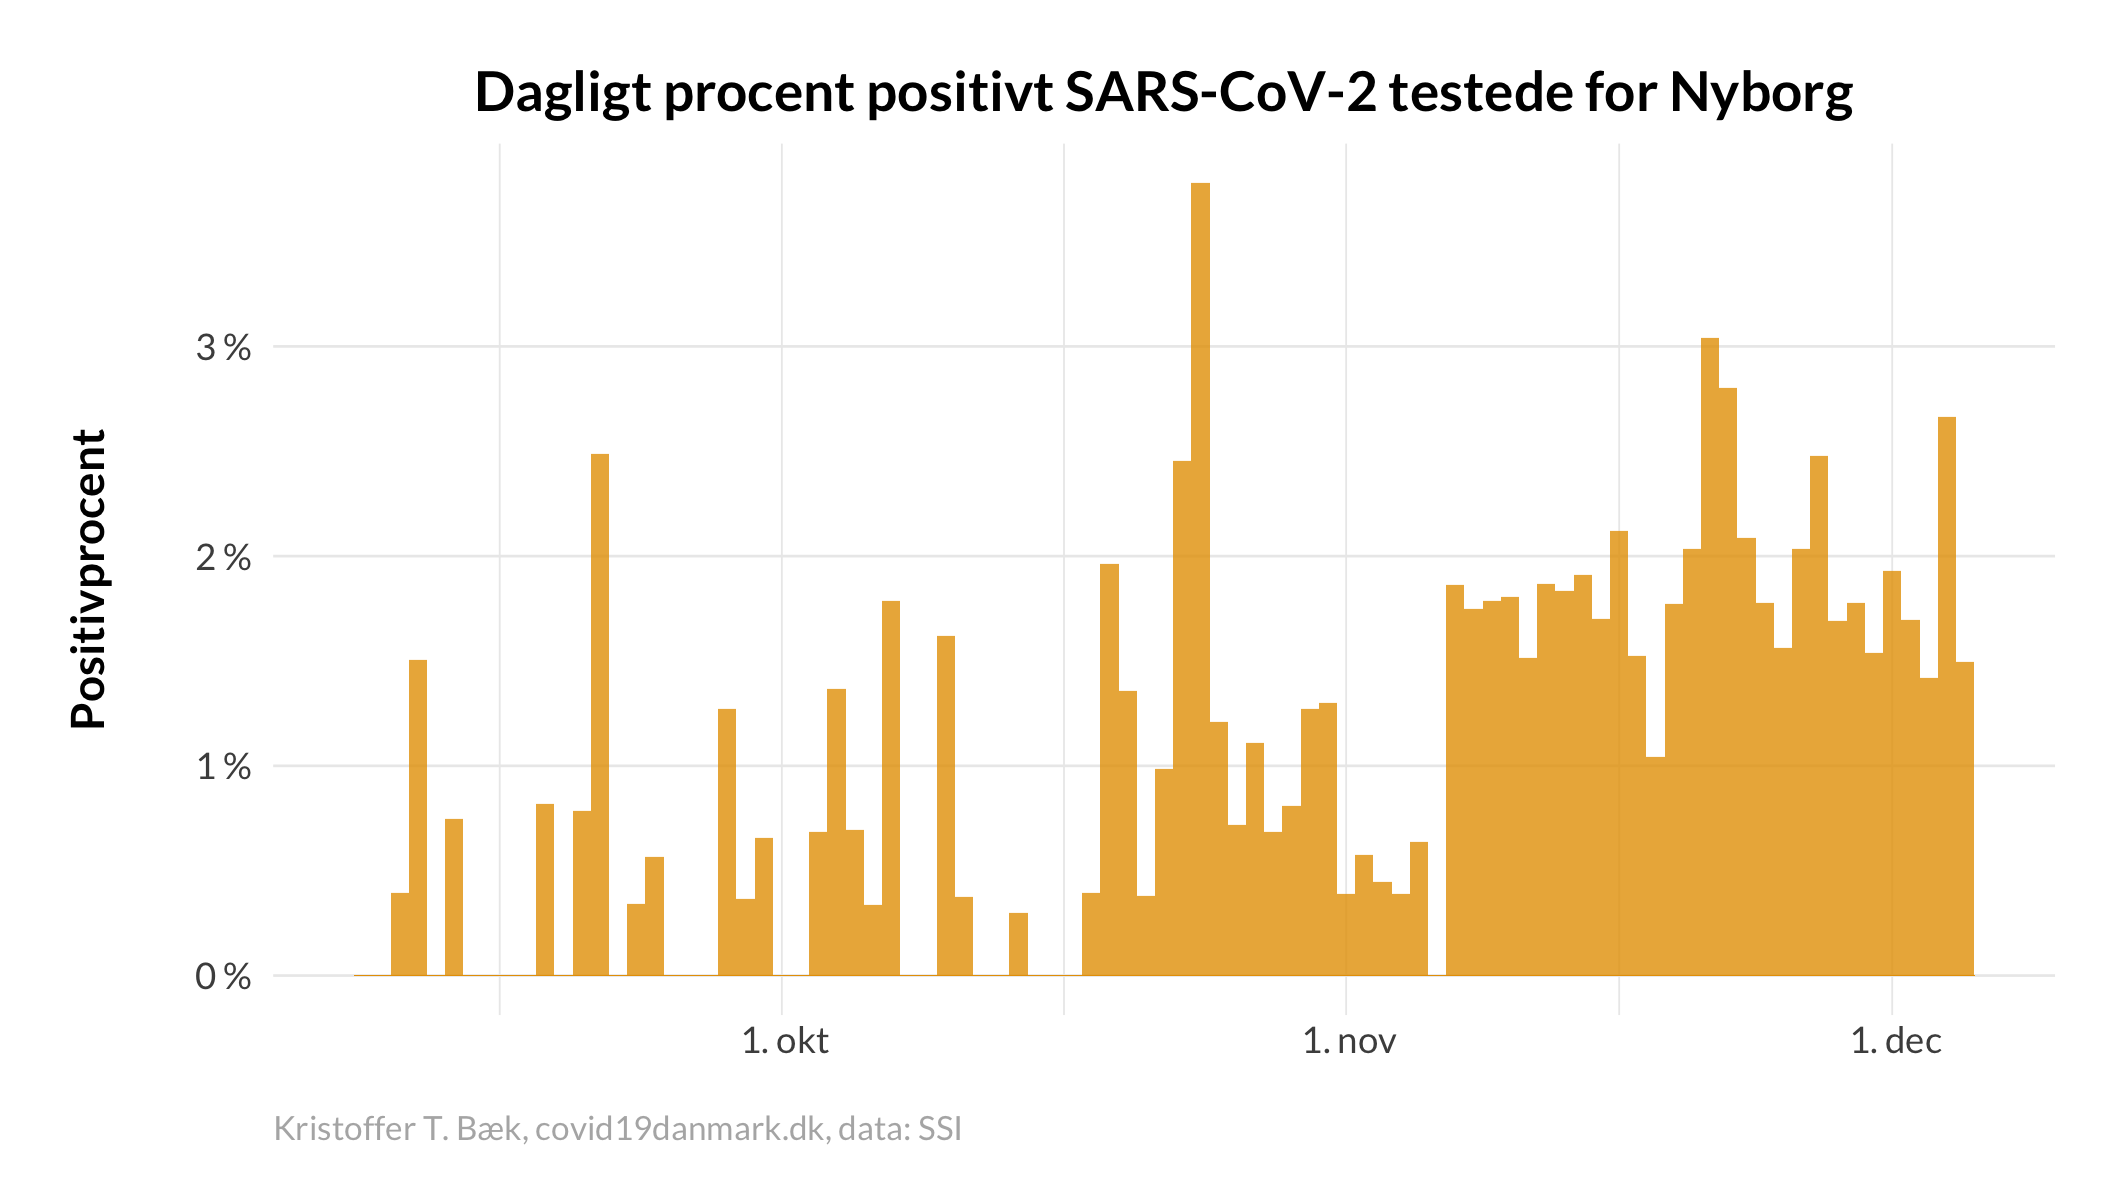 Dagligt procent positivt SARS-CoV-2 testede for Nyborg
Positivprocent
3 %
2 %
1 %
0 %
1. okt
1. nov
1. dec
Kristoffer T. Bæk, covid19danmark.dk, data: SSI